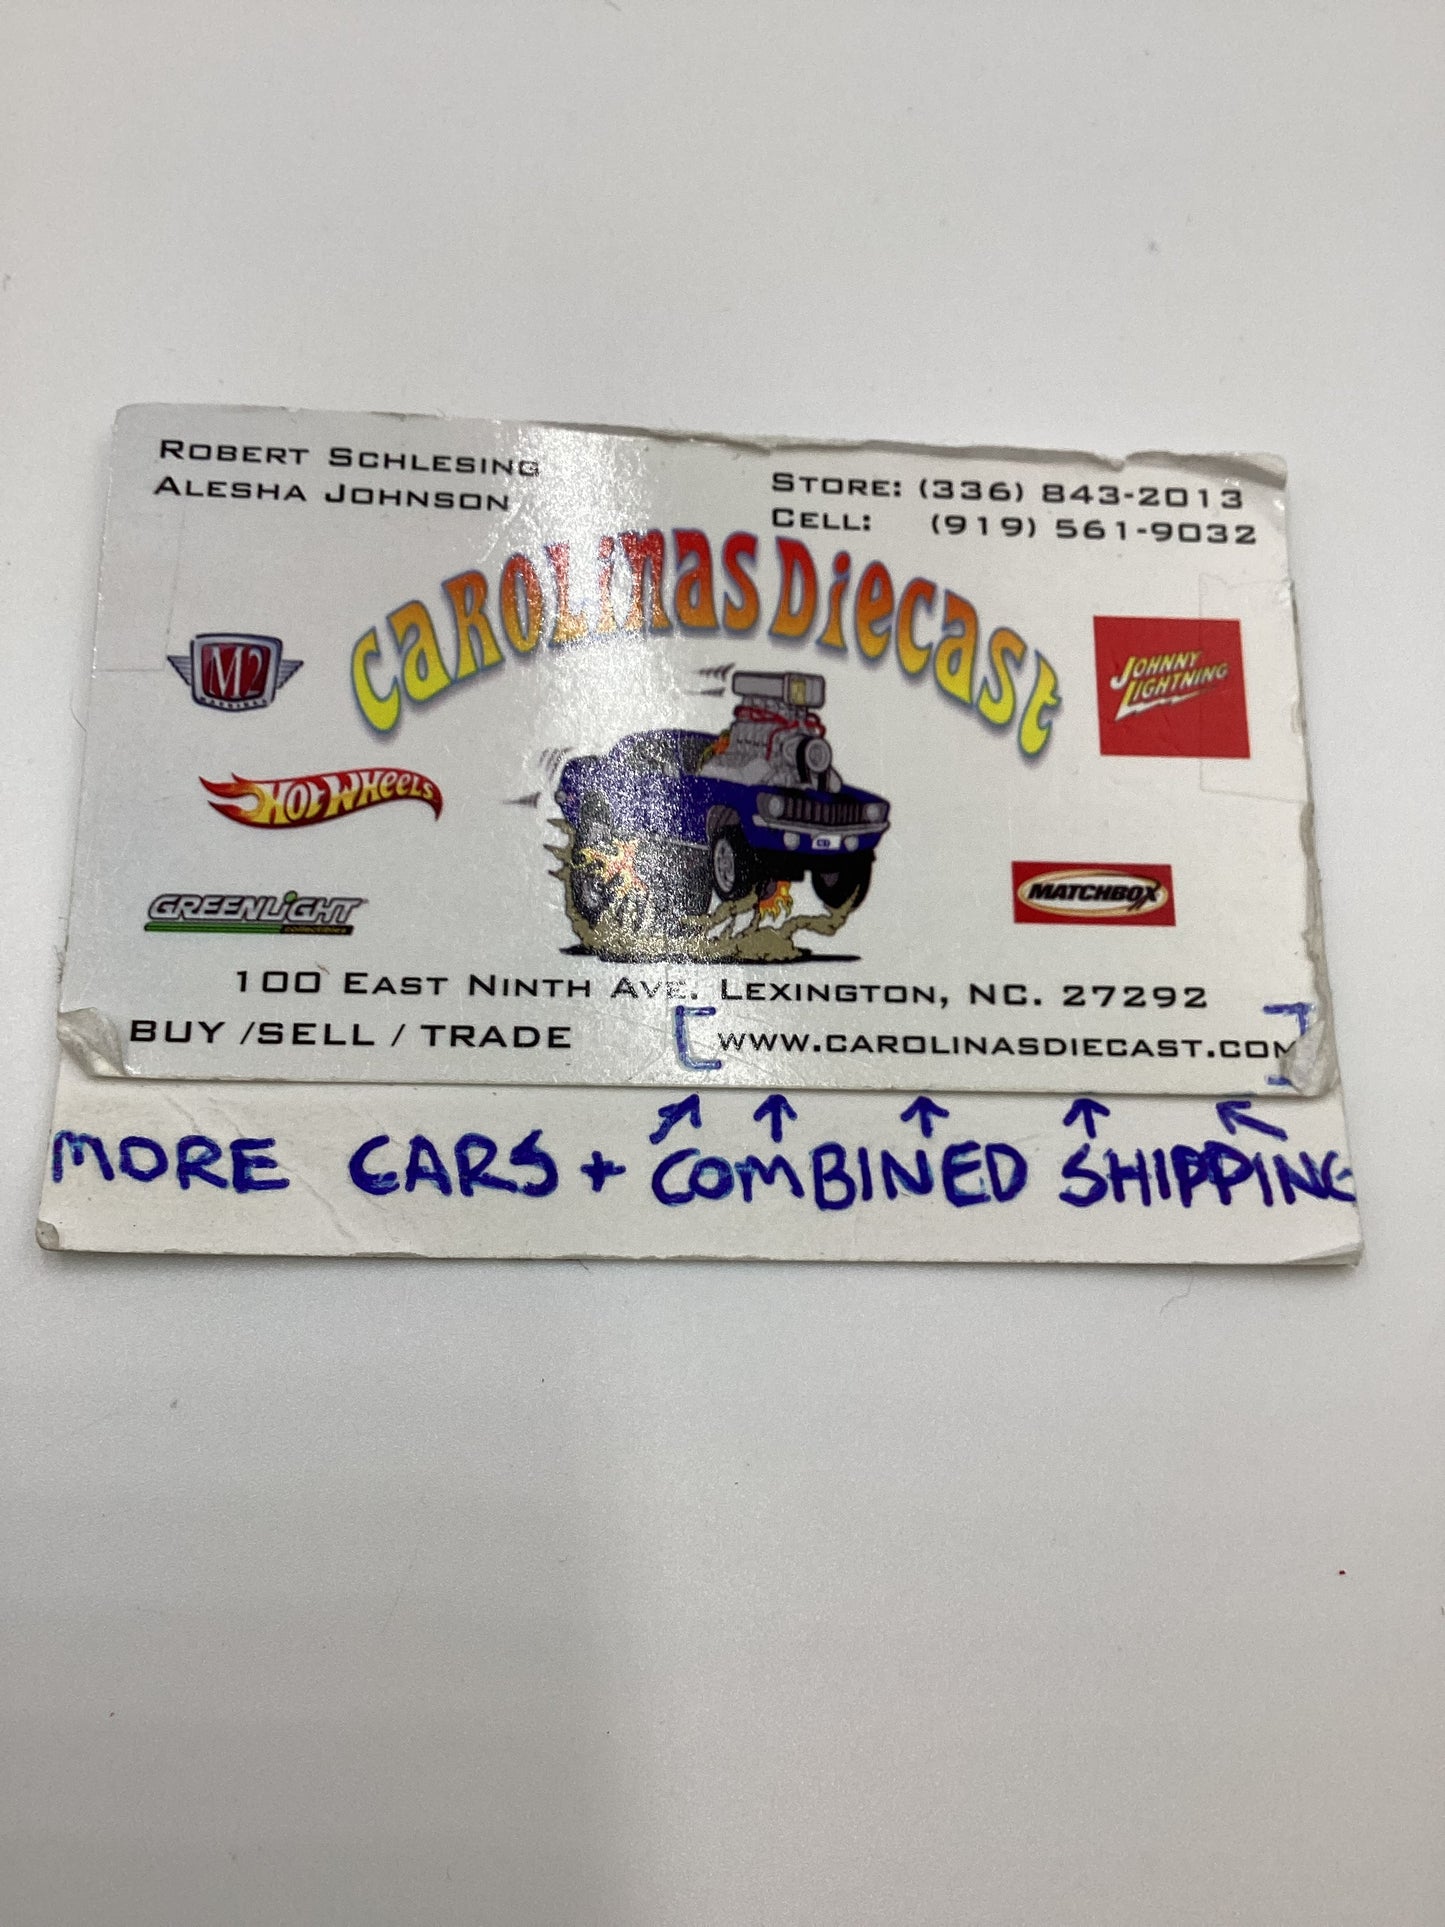 ROBERT SCHLESING
ALESHA JOHNSON
STORE: (336) 843-2013
CELL: (919) 561-9032
CAROLINAS DIECAST
M2
MACHINES
JOHNNY
LIGHTNING
HOT WHEELS
GREENLIGHT
collectibles
MATCHBOX
100 EAST NINTH AVE. LEXINGTON, NC. 27292
BUY /SELL / TRADE
[WWW.CAROLINASDIECAST.COM]
MORE CARS + COMBINED SHIPPING